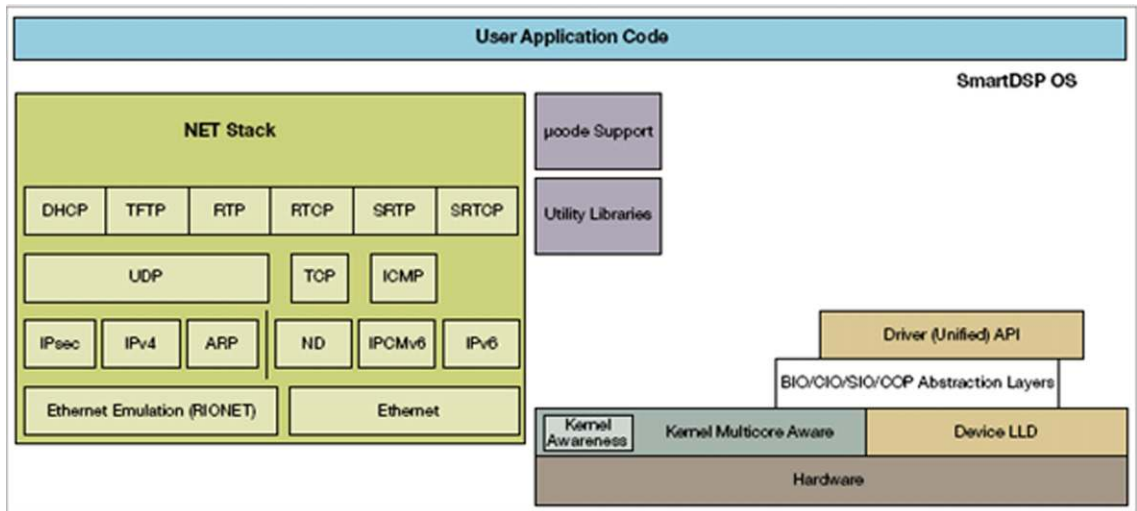 User Application Code
SmartDSP OS
NET Stack
DHCP
TFTP
RTP
RTCP
SRTP
SRTCP
UDP
TCP
ICMP
IPsec
IPv4
ARP
ND
IPCMv6
IPv6
Ethernet Emulation (RIONET)
Ethernet
µcode Support
Utility Libraries
Driver (Unified) API
BIO/CIO/SIO/COP Abstraction Layers
Kernel
Awareness
Kernel Multicore Aware
Device LLD
Hardware